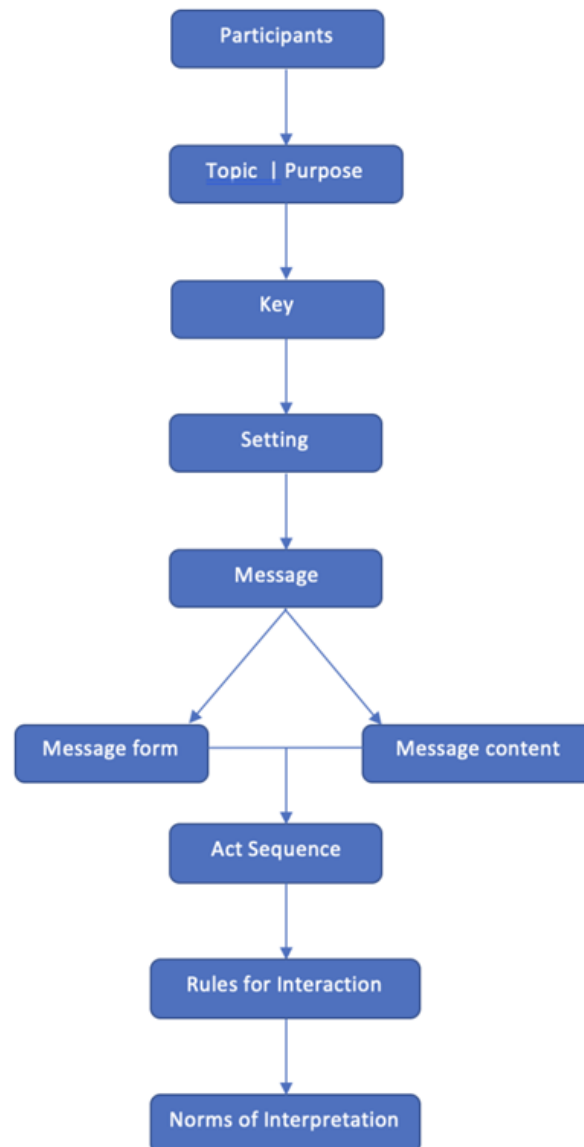 Participants
Topic | Purpose
Key
Setting
Message
Message form
Message content
Act Sequence
Rules for Interaction
Norms of Interpretation